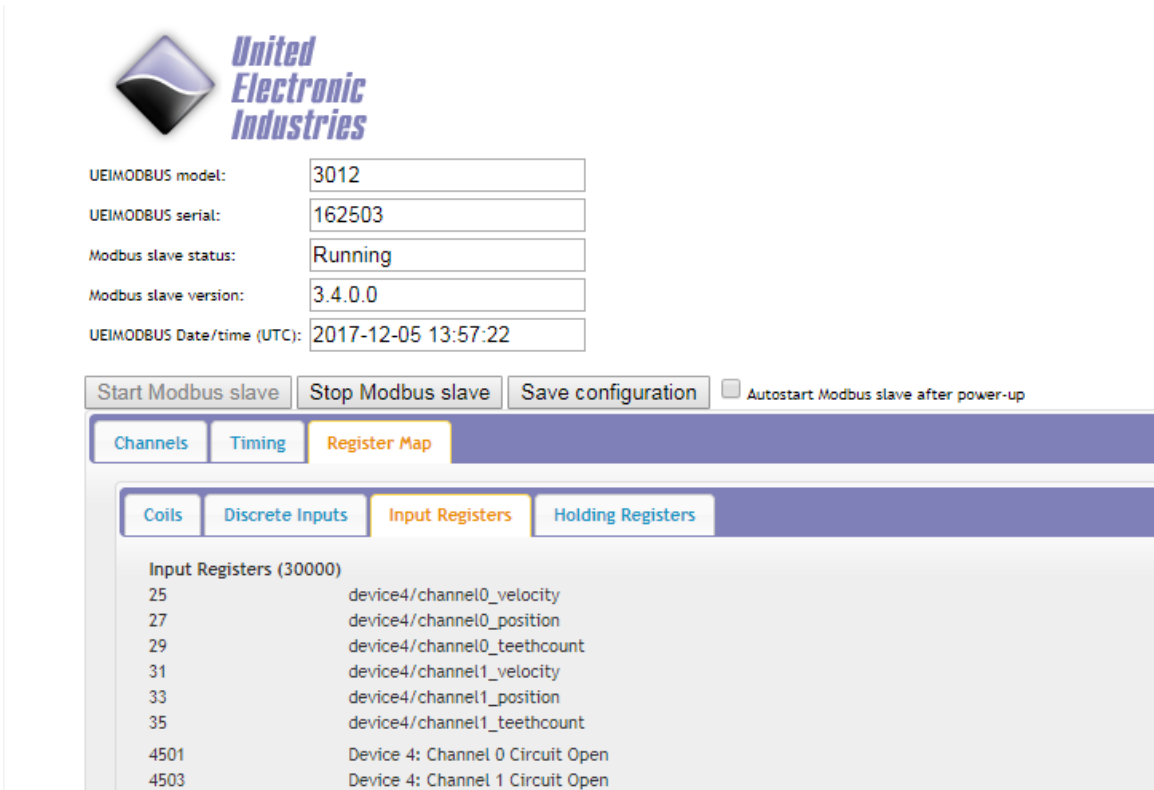 United
Electronic
Industries
UEIMODBUS model: 3012
UEIMODBUS serial: 162503
Modbus slave status: Running
Modbus slave version: 3.4.0.0
UEIMODBUS Date/time (UTC): 2017-12-05 13:57:22
Start Modbus slave Stop Modbus slave Save configuration Autostart Modbus slave after power-up
Channels Timing Register Map
Coils Discrete Inputs Input Registers Holding Registers
Input Registers (30000)
25 device4/channel0_velocity
27 device4/channel0_position
29 device4/channel0_teethcount
31 device4/channel1_velocity
33 device4/channel1_position
35 device4/channel1_teethcount
4501 Device 4: Channel 0 Circuit Open
4503 Device 4: Channel 1 Circuit Open